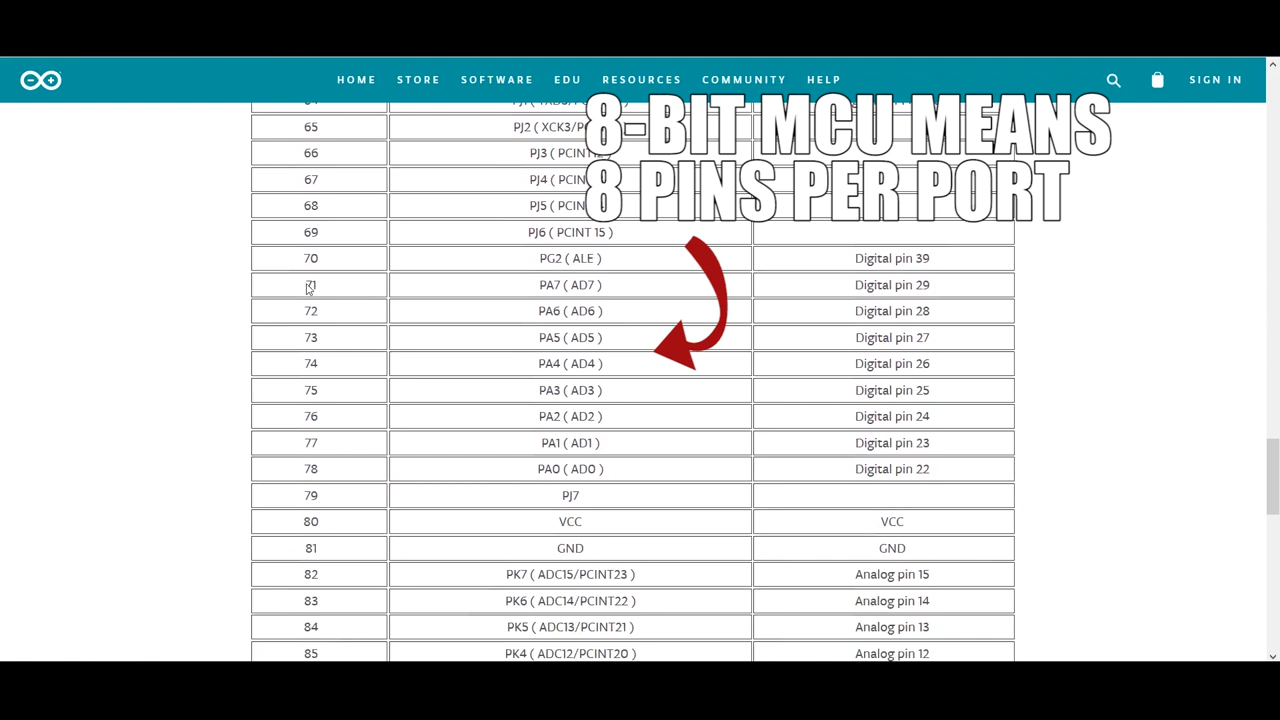 HOME STORE SOFTWARE EDU RESOURCES COMMUNITY HELP SIGN IN
8-BIT MCU MEANS
8 PINS PER PORT
65 PJ2 ( XCK3/P
66 PJ3 ( PCINT12 )
67 PJ4 ( PCIN
68 PJ5 ( PCIN
69 PJ6 ( PCINT 15 )
70 PG2 ( ALE ) Digital pin 39
71 PA7 ( AD7 ) Digital pin 29
72 PA6 ( AD6 ) Digital pin 28
73 PA5 ( AD5 ) Digital pin 27
74 PA4 ( AD4 ) Digital pin 26
75 PA3 ( AD3 ) Digital pin 25
76 PA2 ( AD2 ) Digital pin 24
77 PA1 ( AD1 ) Digital pin 23
78 PA0 ( AD0 ) Digital pin 22
79 PJ7
80 VCC VCC
81 GND GND
82 PK7 ( ADC15/PCINT23 ) Analog pin 15
83 PK6 ( ADC14/PCINT22 ) Analog pin 14
84 PK5 ( ADC13/PCINT21 ) Analog pin 13
85 PK4 ( ADC12/PCINT20 ) Analog pin 12